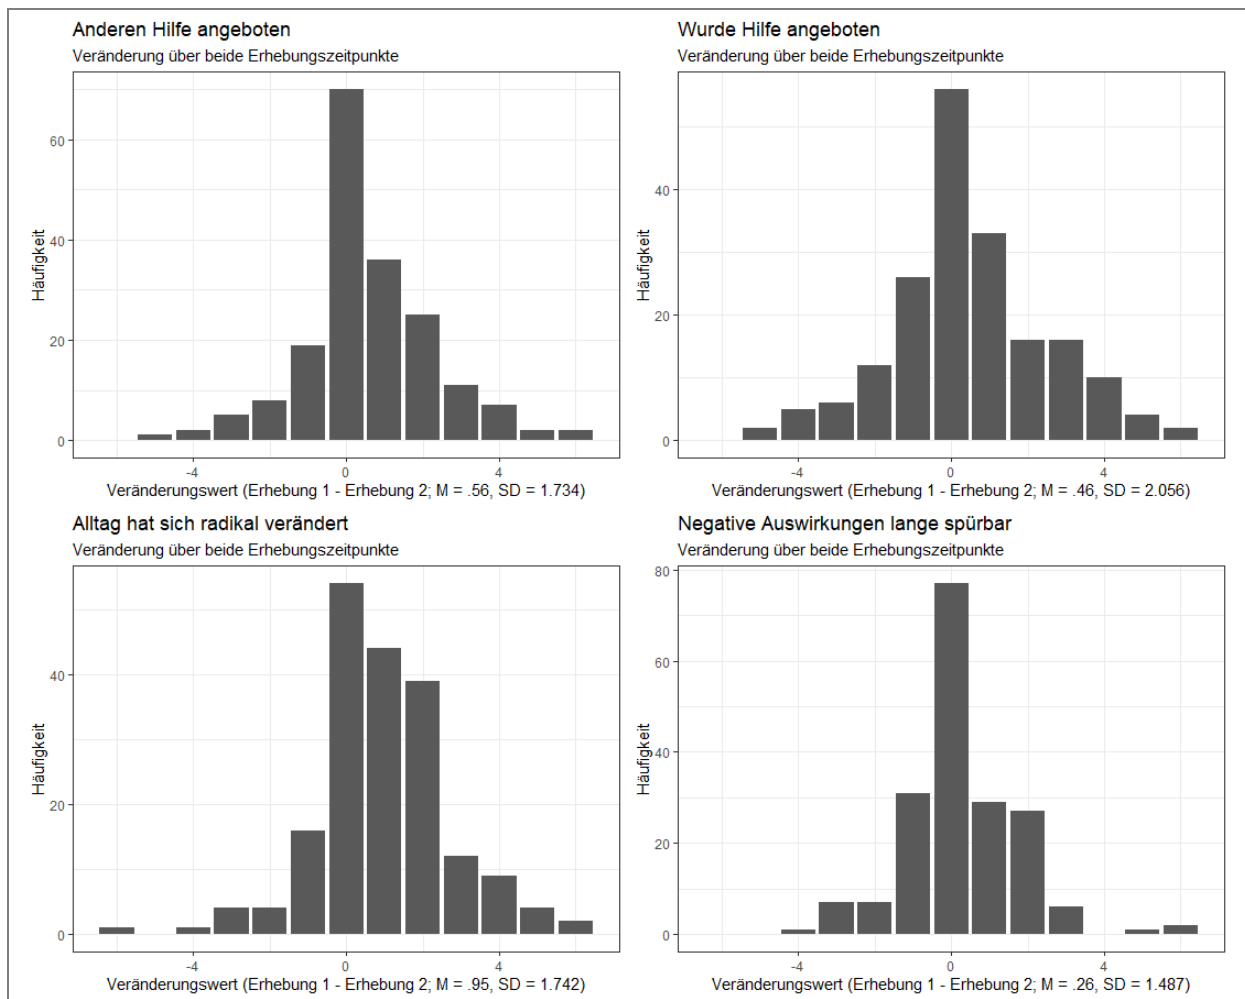 Anderen Hilfe angeboten
Veränderung über beide Erhebungszeitpunkte
60
40
20
0
Häufigkeit
-4
0
4
Veränderungswert (Erhebung 1 - Erhebung 2; M = .56, SD = 1.734)
Wurde Hilfe angeboten
Veränderung über beide Erhebungszeitpunkte
40
20
0
Häufigkeit
-4
0
4
Veränderungswert (Erhebung 1 - Erhebung 2; M = .46, SD = 2.056)
Alltag hat sich radikal verändert
Veränderung über beide Erhebungszeitpunkte
40
20
0
Häufigkeit
-4
0
4
Veränderungswert (Erhebung 1 - Erhebung 2; M = .95, SD = 1.742)
Negative Auswirkungen lange spürbar
Veränderung über beide Erhebungszeitpunkte
80
60
40
20
0
Häufigkeit
-4
0
4
Veränderungswert (Erhebung 1 - Erhebung 2; M = .26, SD = 1.487)